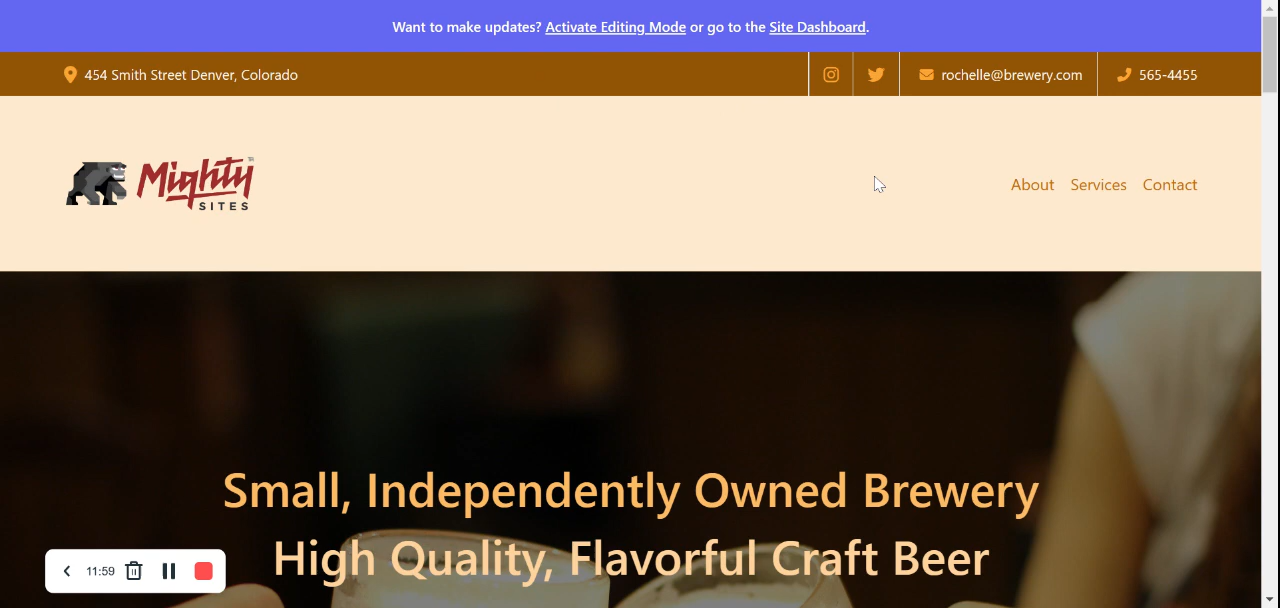 Want to make updates? Activate Editing Mode or go to the Site Dashboard.
454 Smith Street Denver, Colorado
rochelle@brewery.com
565-4455
Mighty
SITES
TM
About Services Contact
Small, Independently Owned Brewery
High Quality, Flavorful Craft Beer
11:59